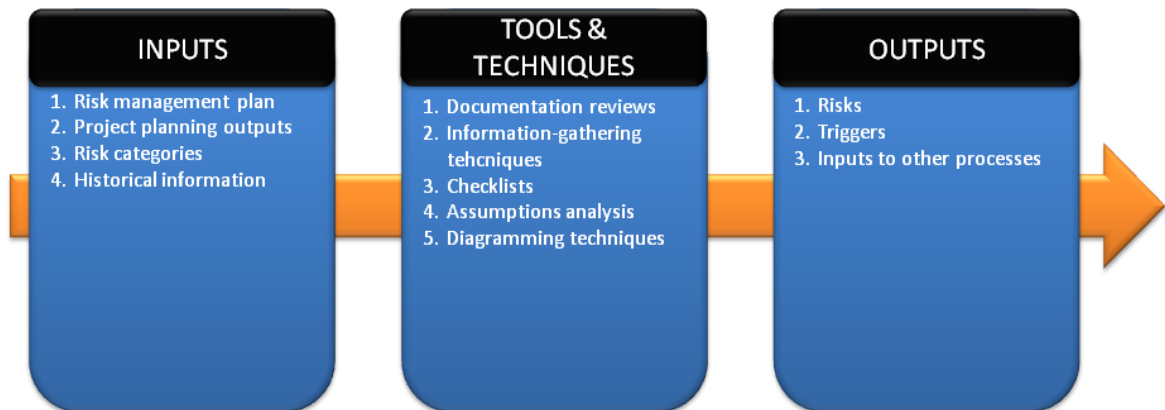 INPUTS
1. Risk management plan
2. Project planning outputs
3. Risk categories
4. Historical information
TOOLS &
TECHNIQUES
1. Documentation reviews
2. Information-gathering
tehcniques
3. Checklists
4. Assumptions analysis
5. Diagramming techniques
OUTPUTS
1. Risks
2. Triggers
3. Inputs to other processes